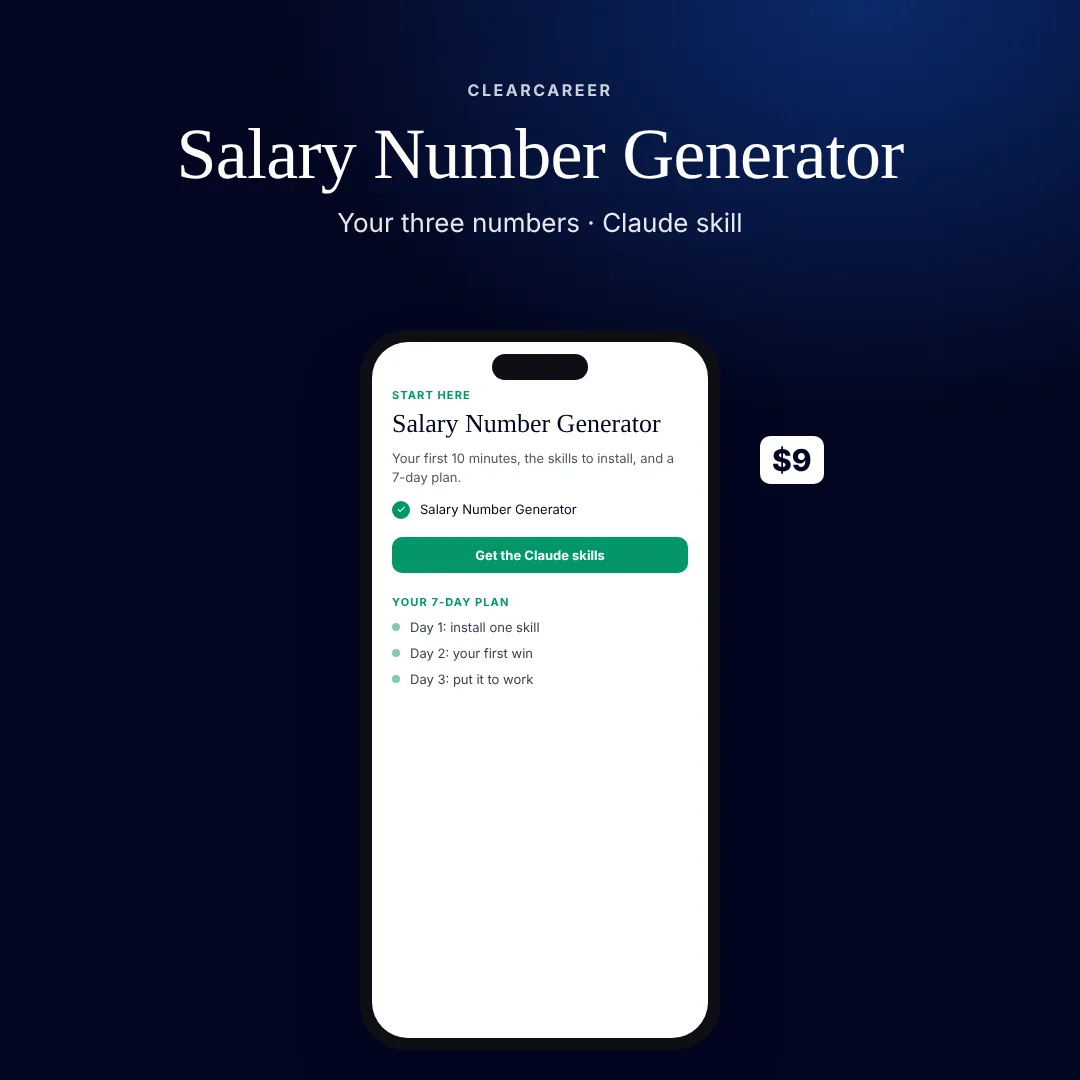 CLEARCAREER
Salary Number Generator
Your three numbers · Claude skill
START HERE
Salary Number Generator
Your first 10 minutes, the skills to install, and a
7-day plan.
Salary Number Generator
Get the Claude skills
YOUR 7-DAY PLAN
Day 1: install one skill
Day 2: your first win
Day 3: put it to work
$9